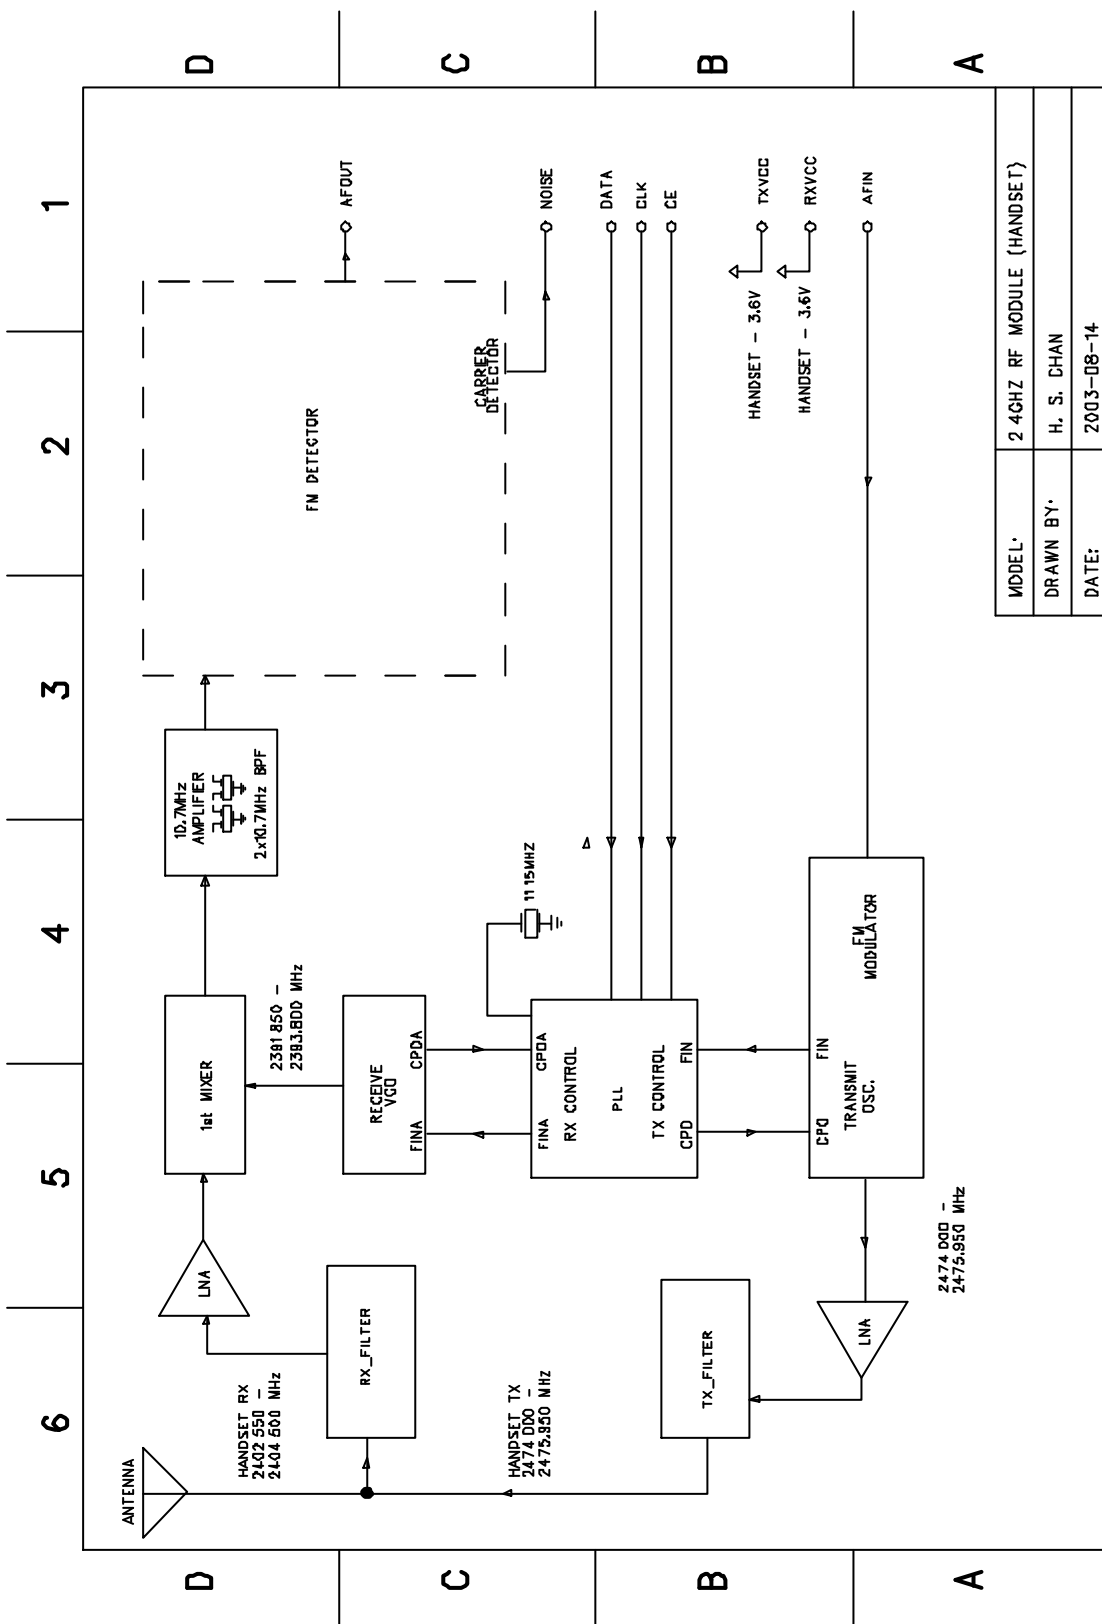 6
5
4
3
2
1
D
D
ANTENNA
HANDSET RX
2402 550 -
2404 600 MHz
RX_FILTER
LNA
1st MIXER
2391 850 -
2393.800 MHz
10.7MHz
AMPLIFIER
2x10.7MHz BPF
FM DETECTOR
AFOUT
C
C
CARRER
DETECTOR
NOISE
RECEIVE
VCO
FINA
CPDA
11 15MHZ
HANDSET TX
2474 000 -
2475.950 MHz
FINA
CPDA
RX CONTROL
PLL
TX CONTROL
CPD
FIN
DATA
CLK
CE
B
B
TX_FILTER
HANDSET - 3.6V
TXVCC
HANDSET - 3.6V
RXVCC
CPD
FIN
TRANSMIT
OSC.
FM
MODULATOR
AFIN
LNA
2474 000 -
2475.950 MHz
A
A
MODEL:
2 4GHZ RF MODULE (HANDSET)
DRAWN BY:
H. S. CHAN
DATE:
2003-08-14